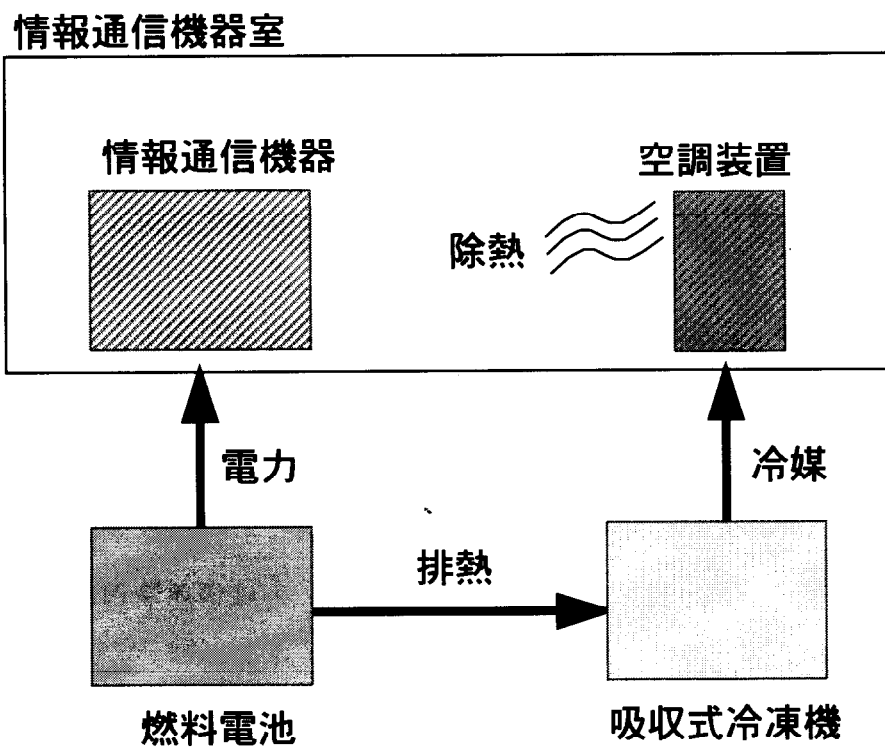 情報通信機器室
情報通信機器
空調装置
除熱
電力
冷媒
排熱
燃料電池
吸収式冷凍機